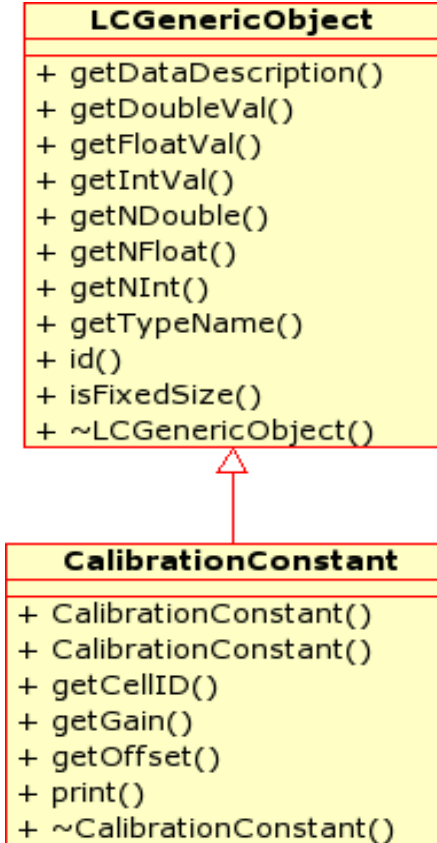 LCGenericObject
+ getDataDescription()
+ getDoubleVal()
+ getFloatVal()
+ getIntVal()
+ getNDouble()
+ getNFloat()
+ getNInt()
+ getTypeName()
+ id()
+ isFixedSize()
+ ~LCGenericObject()
CalibrationConstant
+ CalibrationConstant()
+ CalibrationConstant()
+ getCellID()
+ getGain()
+ getOffset()
+ print()
+ ~CalibrationConstant()